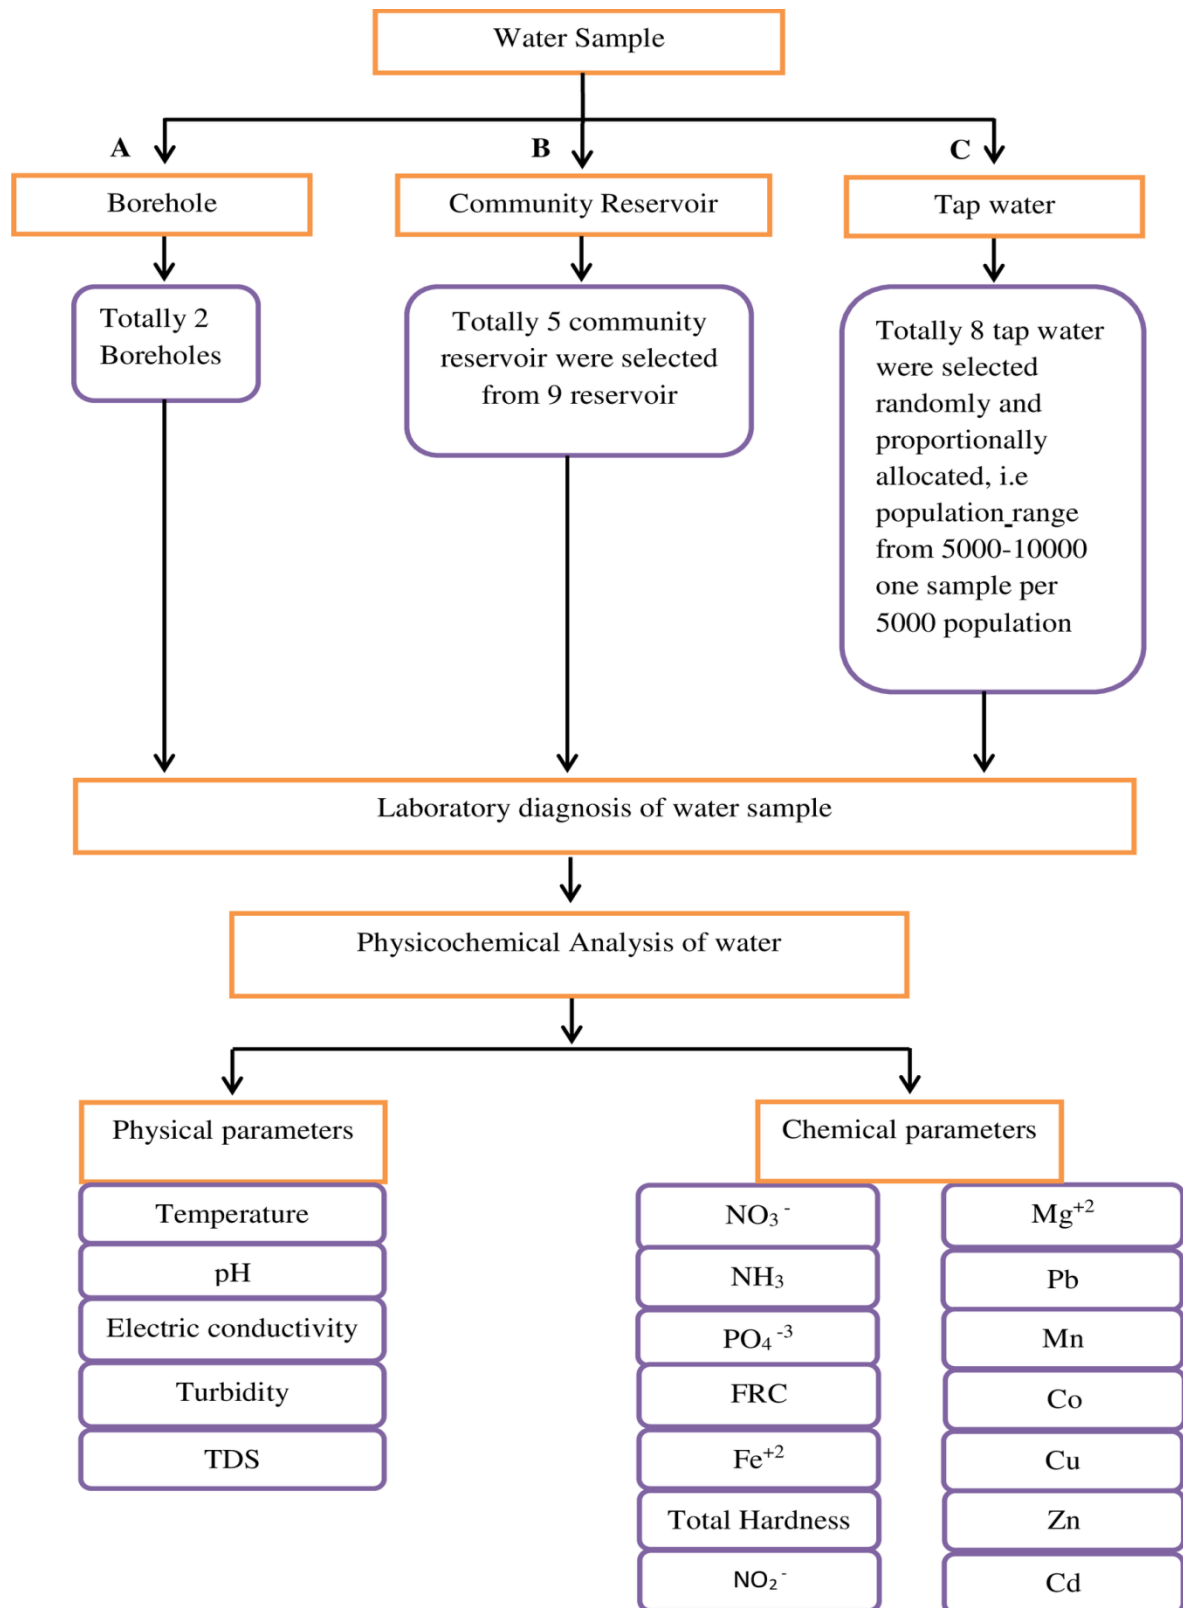 Water Sample
A
B
C
Borehole
Community Reservoir
Tap water
Totally 2
Boreholes
Totally 5 community
reservoir were selected
from 9 reservoir
Totally 8 tap water
were selected
randomly and
proportionally
allocated, i.e
population_range
from 5000-10000
one sample per
5000 population
Laboratory diagnosis of water sample
Physicochemical Analysis of water
Physical parameters
Temperature
pH
Electric conductivity
Turbidity
TDS
Chemical parameters
NO₃⁻
NH₃
PO₄⁻³
FRC
Fe⁺²
Total Hardness
NO₂⁻
Mg⁺²
Pb
Mn
Co
Cu
Zn
Cd